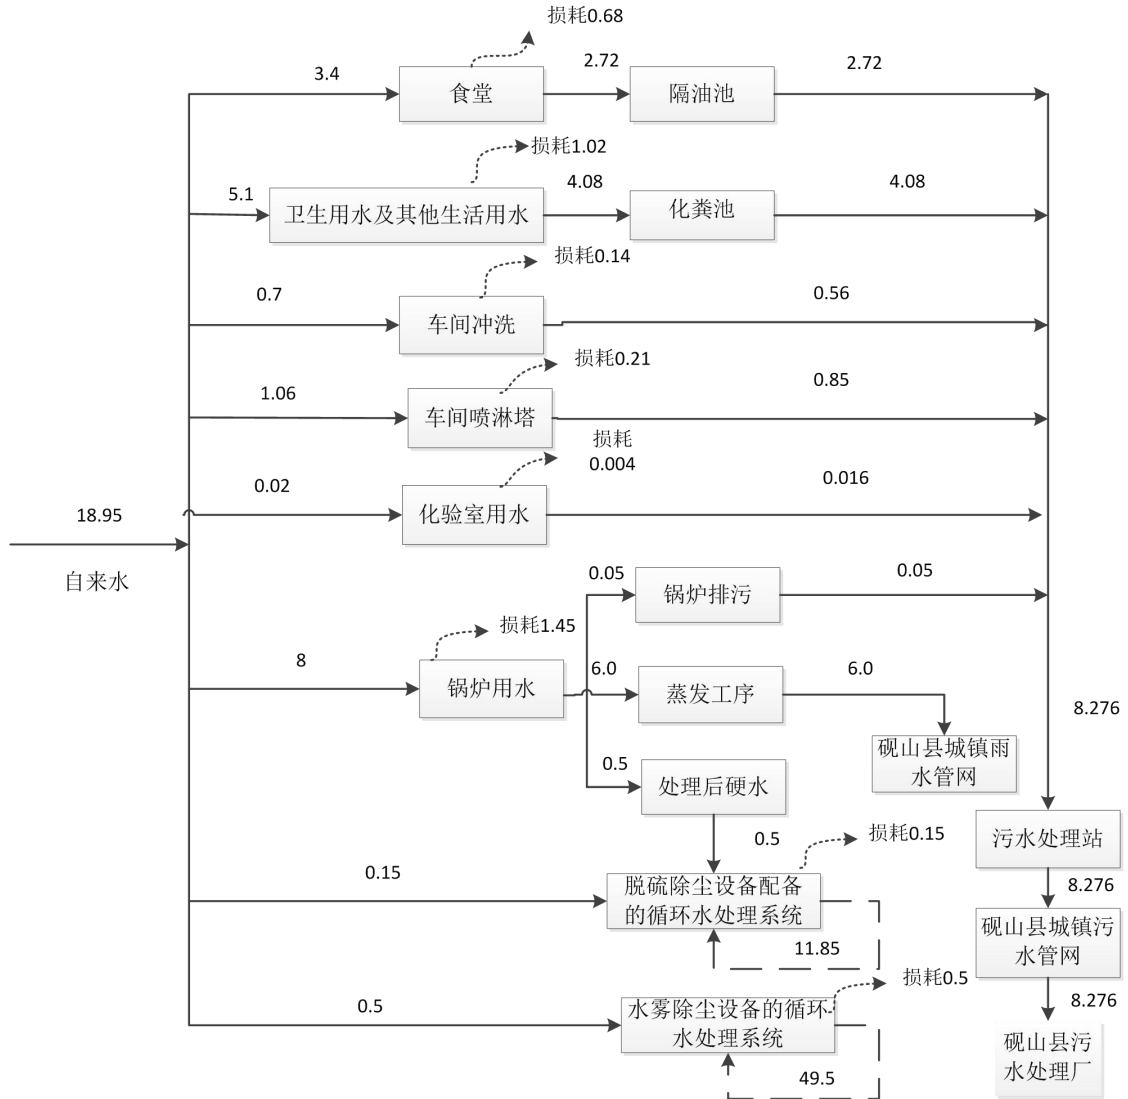 损耗0.68
3.4
食堂
2.72
隔油池
2.72
损耗1.02
5.1
卫生用水及其他生活用水
4.08
化粪池
4.08
损耗0.14
0.7
车间冲洗
0.56
损耗0.21
1.06
车间喷淋塔
0.85
损耗
0.004
0.02
化验室用水
0.016
18.95
自来水
0.05
锅炉排污
0.05
损耗1.45
8
锅炉用水
6.0
蒸发工序
6.0
8.276
砚山县城镇雨
水管网
0.5
处理后硬水
0.5
损耗0.15
污水处理站
0.15
脱硫除尘设备配备
的循环水处理系统
8.276
11.85
砚山县城镇污
水管网
损耗0.5
0.5
水雾除尘设备的循环
水处理系统
8.276
49.5
砚山县污
水处理厂